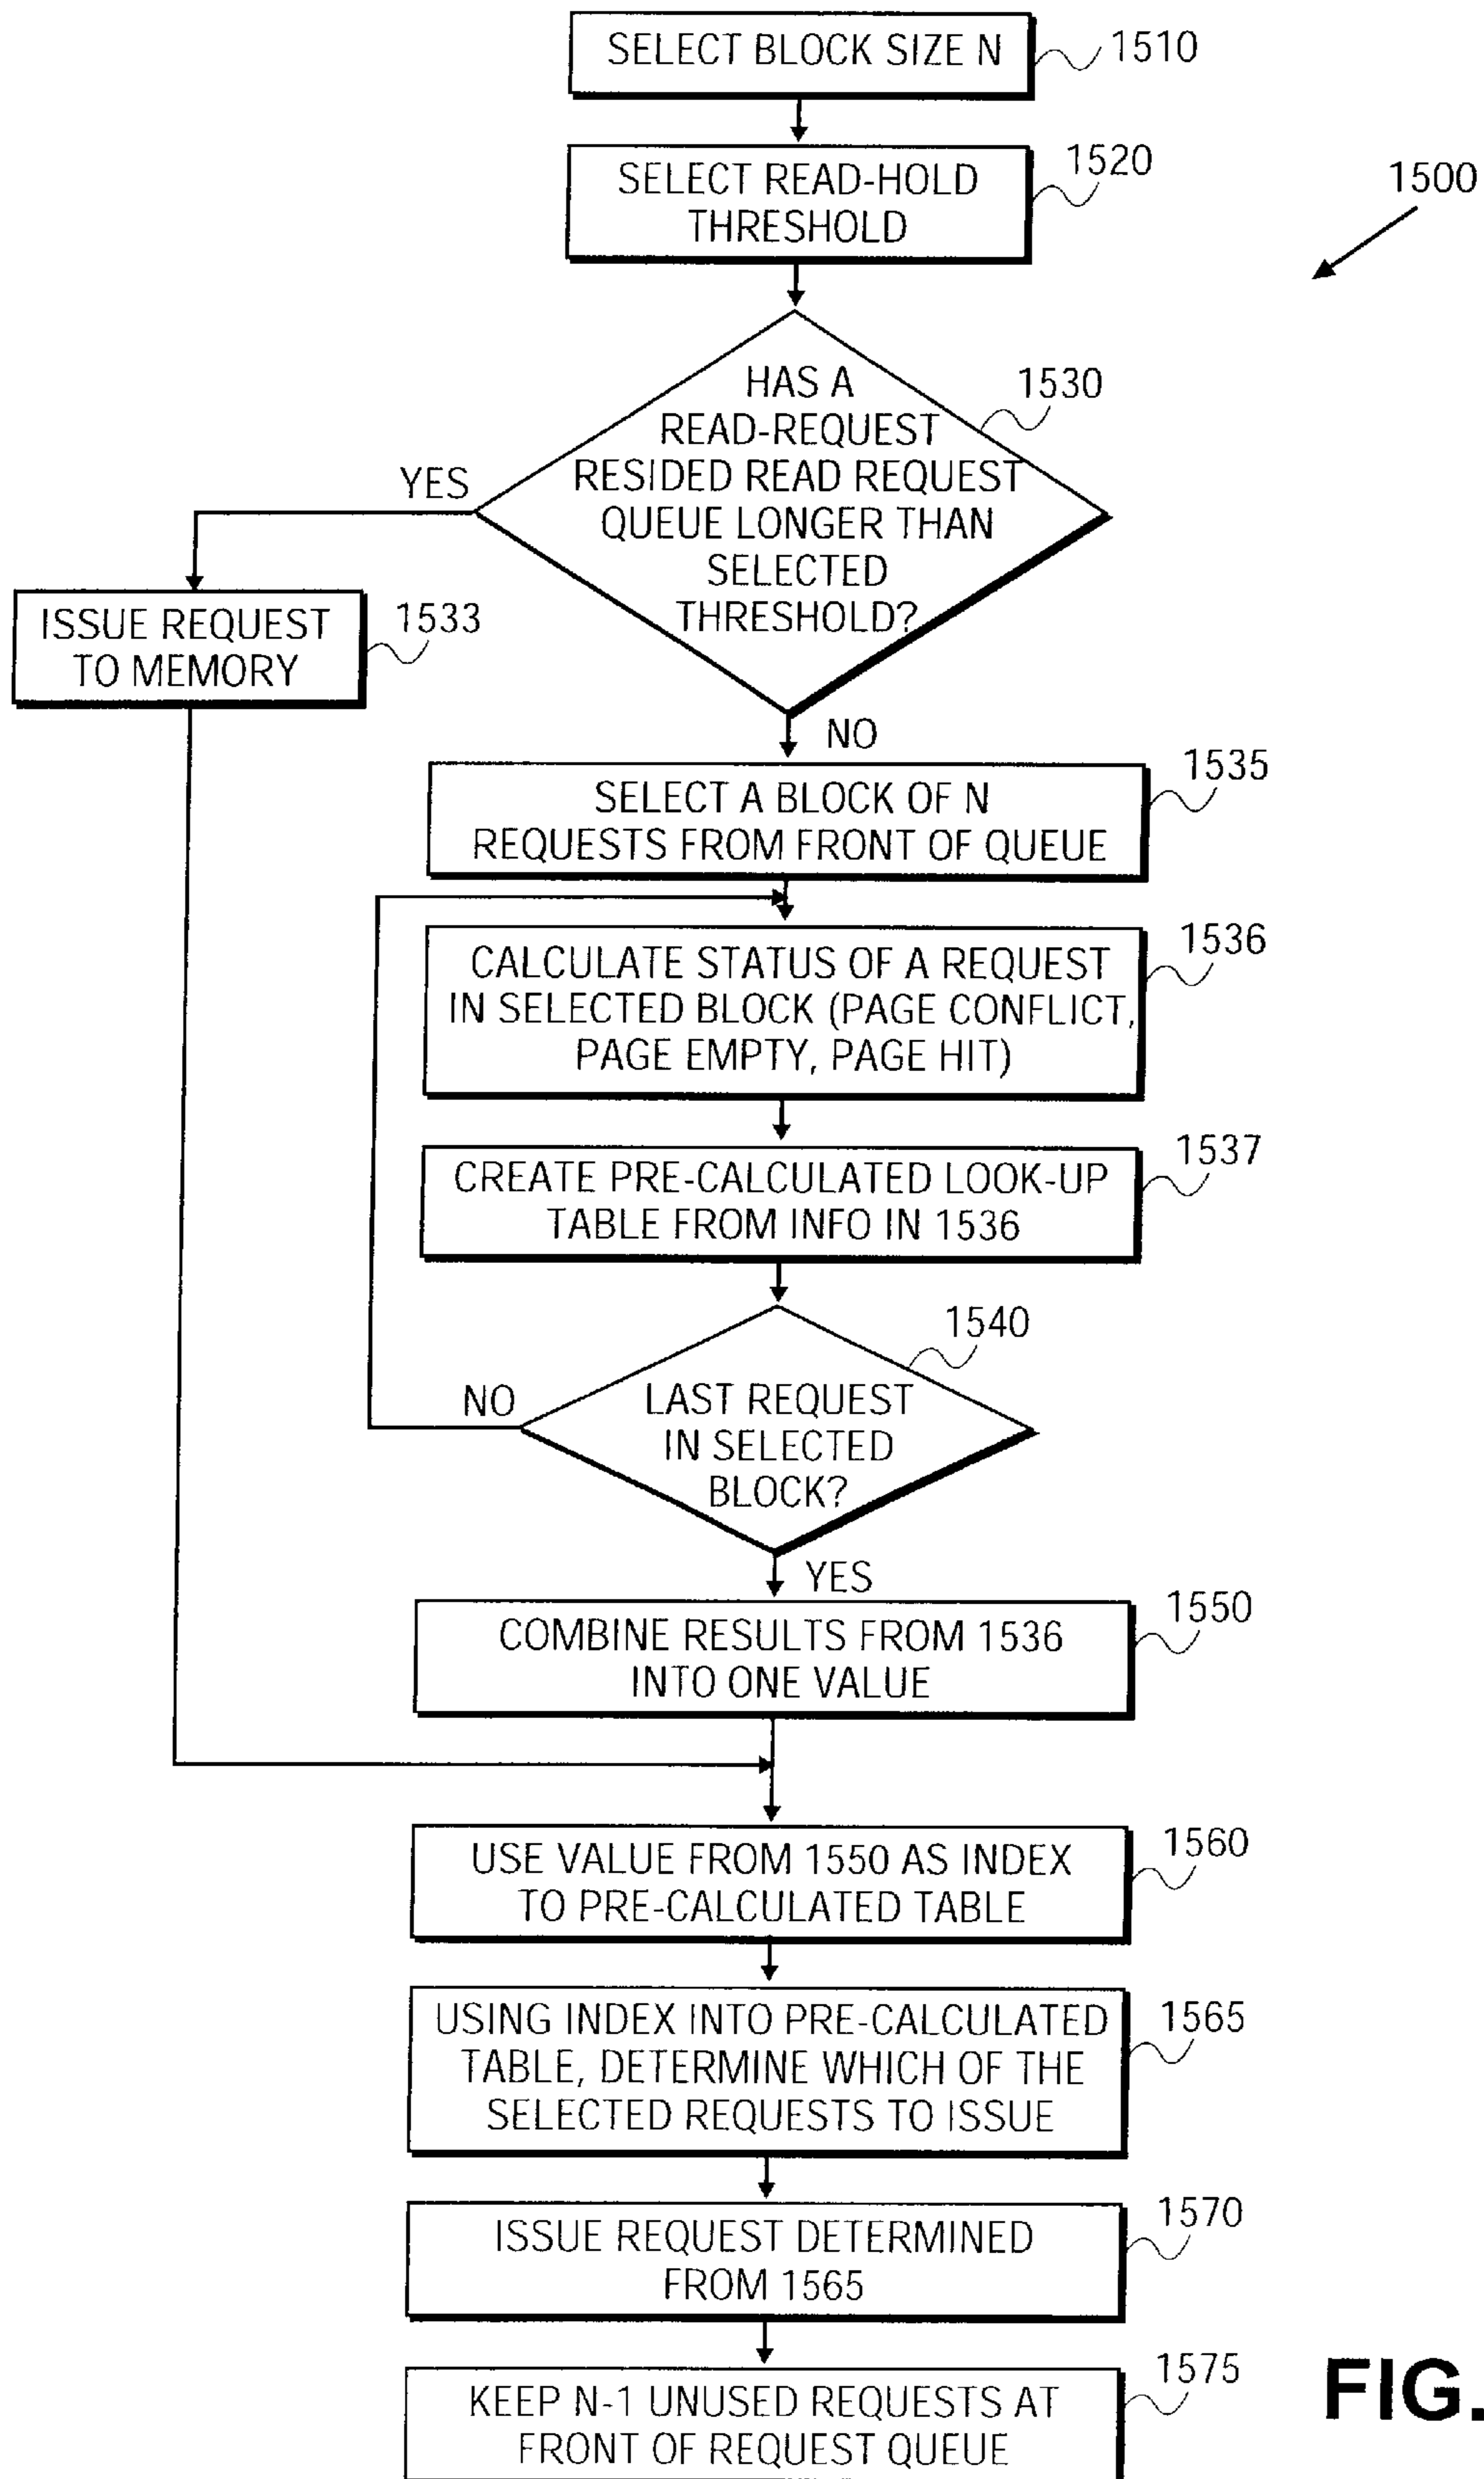 SELECT BLOCK SIZE N
1510
SELECT READ-HOLD
THRESHOLD
1520
1500
HAS A
READ-REQUEST
RESIDED READ REQUEST
QUEUE LONGER THAN
SELECTED
THRESHOLD?
1530
YES
ISSUE REQUEST
TO MEMORY
1533
NO
SELECT A BLOCK OF N
REQUESTS FROM FRONT OF QUEUE
1535
CALCULATE STATUS OF A REQUEST
IN SELECTED BLOCK (PAGE CONFLICT,
PAGE EMPTY, PAGE HIT)
1536
CREATE PRE-CALCULATED LOOK-UP
TABLE FROM INFO IN 1536
1537
LAST REQUEST
IN SELECTED
BLOCK?
1540
NO
YES
COMBINE RESULTS FROM 1536
INTO ONE VALUE
1550
USE VALUE FROM 1550 AS INDEX
TO PRE-CALCULATED TABLE
1560
USING INDEX INTO PRE-CALCULATED
TABLE, DETERMINE WHICH OF THE
SELECTED REQUESTS TO ISSUE
1565
ISSUE REQUEST DETERMINED
FROM 1565
1570
KEEP N-1 UNUSED REQUESTS AT
FRONT OF REQUEST QUEUE
1575
FIG.